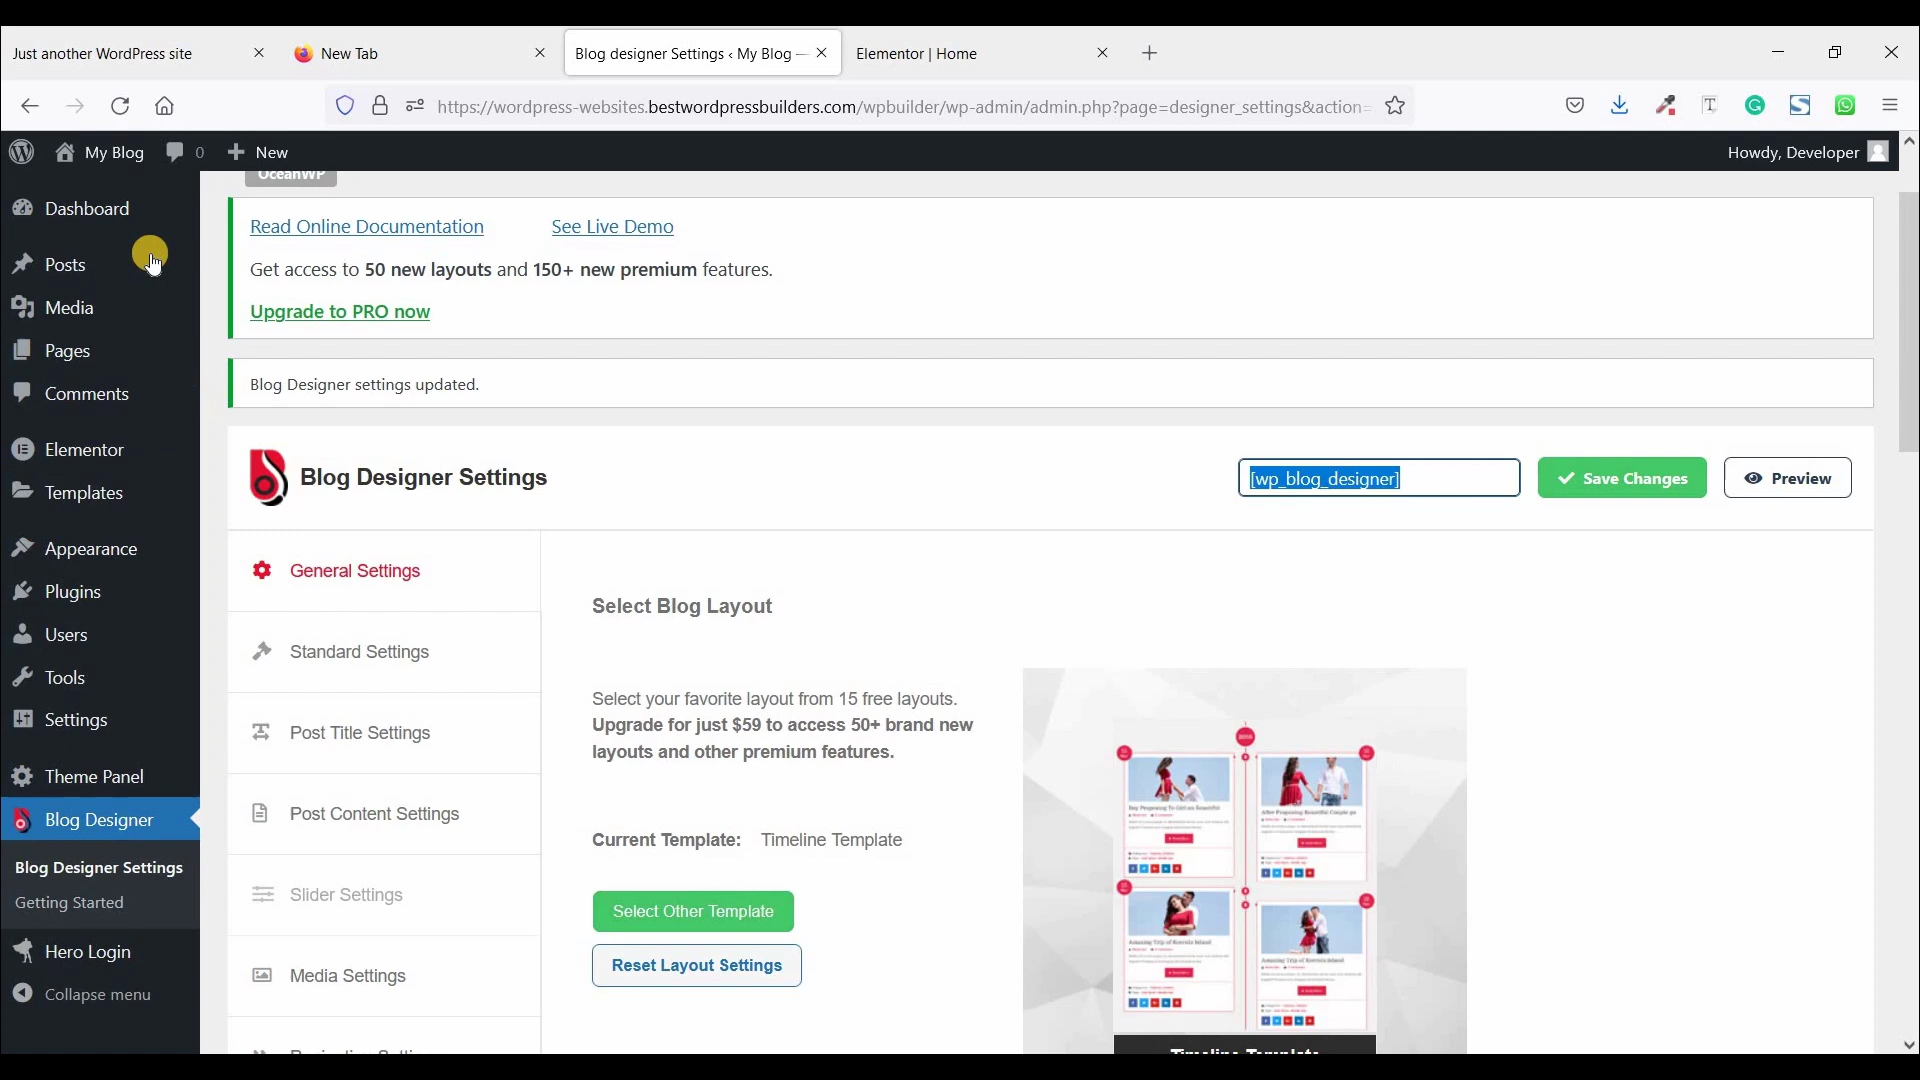 Just another WordPress site
New Tab
Blog designer Settings ‹ My Blog —
Elementor | Home
https://wordpress-websites.bestwordpressbuilders.com/wpbuilder/wp-admin/admin.php?page=designer_settings&action=
My Blog
0
New
Howdy, Developer
OceanWP
Dashboard
Posts
Media
Pages
Comments
Elementor
Templates
Appearance
Plugins
Users
Tools
Settings
Theme Panel
Blog Designer
Blog Designer Settings
Getting Started
Hero Login
Collapse menu
Read Online Documentation
See Live Demo
Get access to 50 new layouts and 150+ new premium features.
Upgrade to PRO now
Blog Designer settings updated.
Blog Designer Settings
[wp_blog_designer]
Save Changes
Preview
General Settings
Standard Settings
Post Title Settings
Post Content Settings
Slider Settings
Media Settings
Select Blog Layout
Select your favorite layout from 15 free layouts.
Upgrade for just $59 to access 50+ brand new
layouts and other premium features.
Current Template: Timeline Template
Select Other Template
Reset Layout Settings
Timeline Template